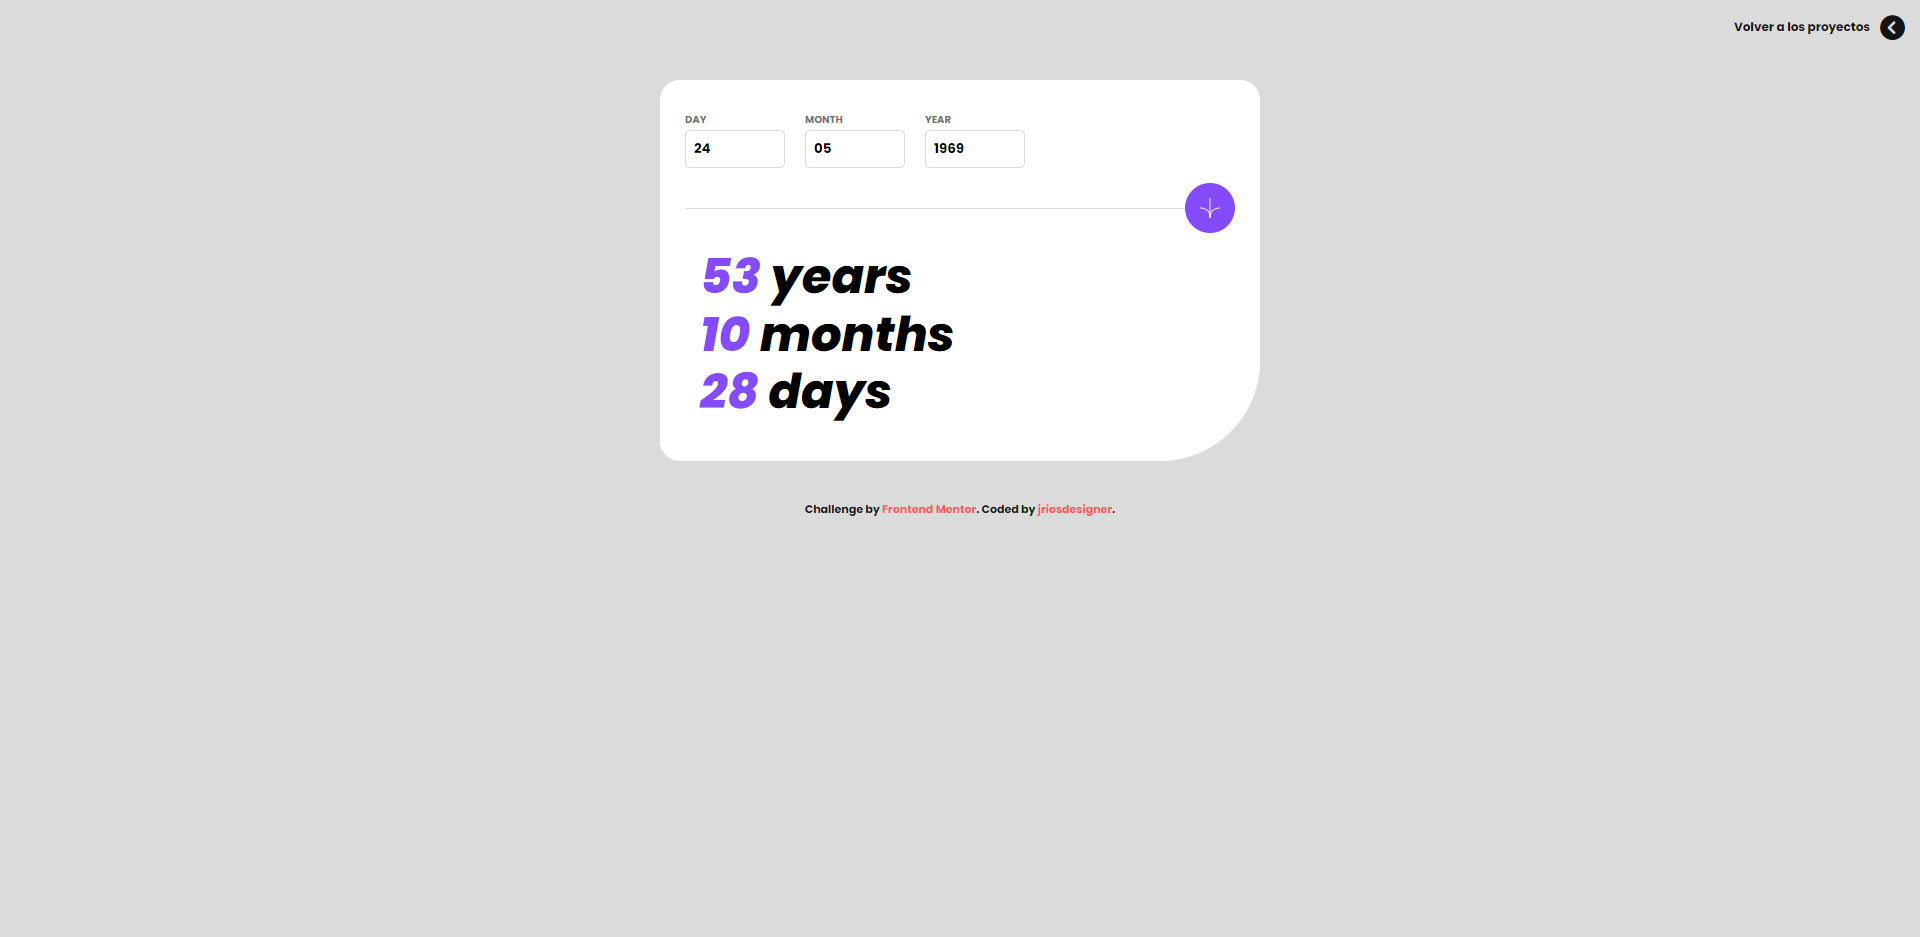 Volver a los proyectos
DAY MONTH YEAR
24 05 1969
53 years
10 months
28 days
Challenge by Frontend Mentor. Coded by jriosdesigner.